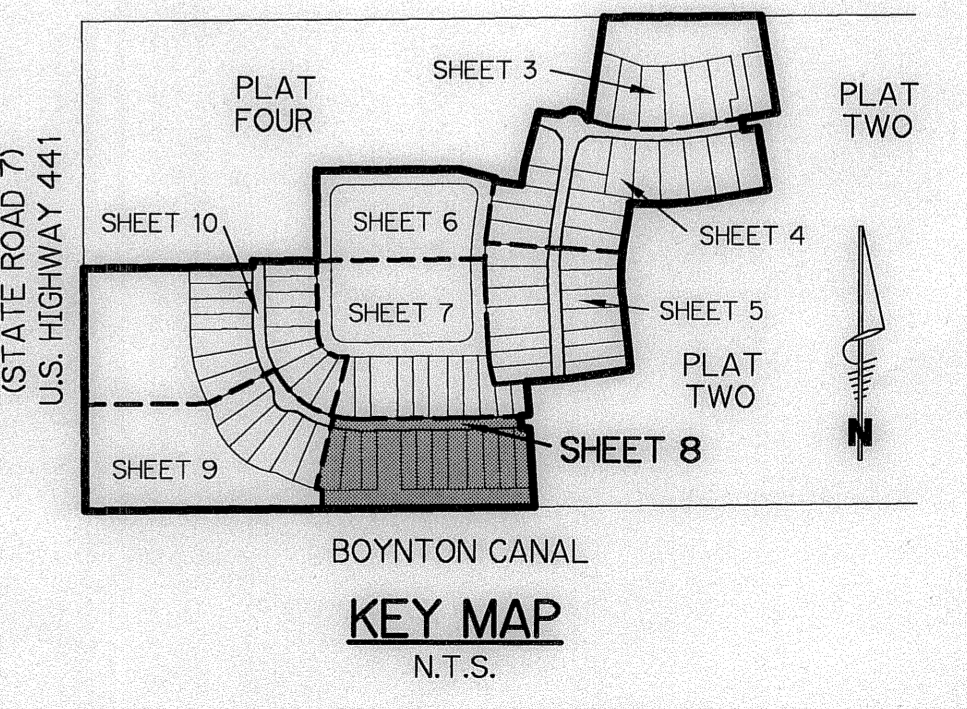 SHEET 3
PLAT
FOUR
PLAT
TWO
(STATE ROAD 7)
U.S. HIGHWAY 441
SHEET 10
SHEET 6
SHEET 4
SHEET 7
SHEET 5
PLAT
TWO
N
SHEET 8
SHEET 9
BOYNTON CANAL
KEY MAP
N.T.S.